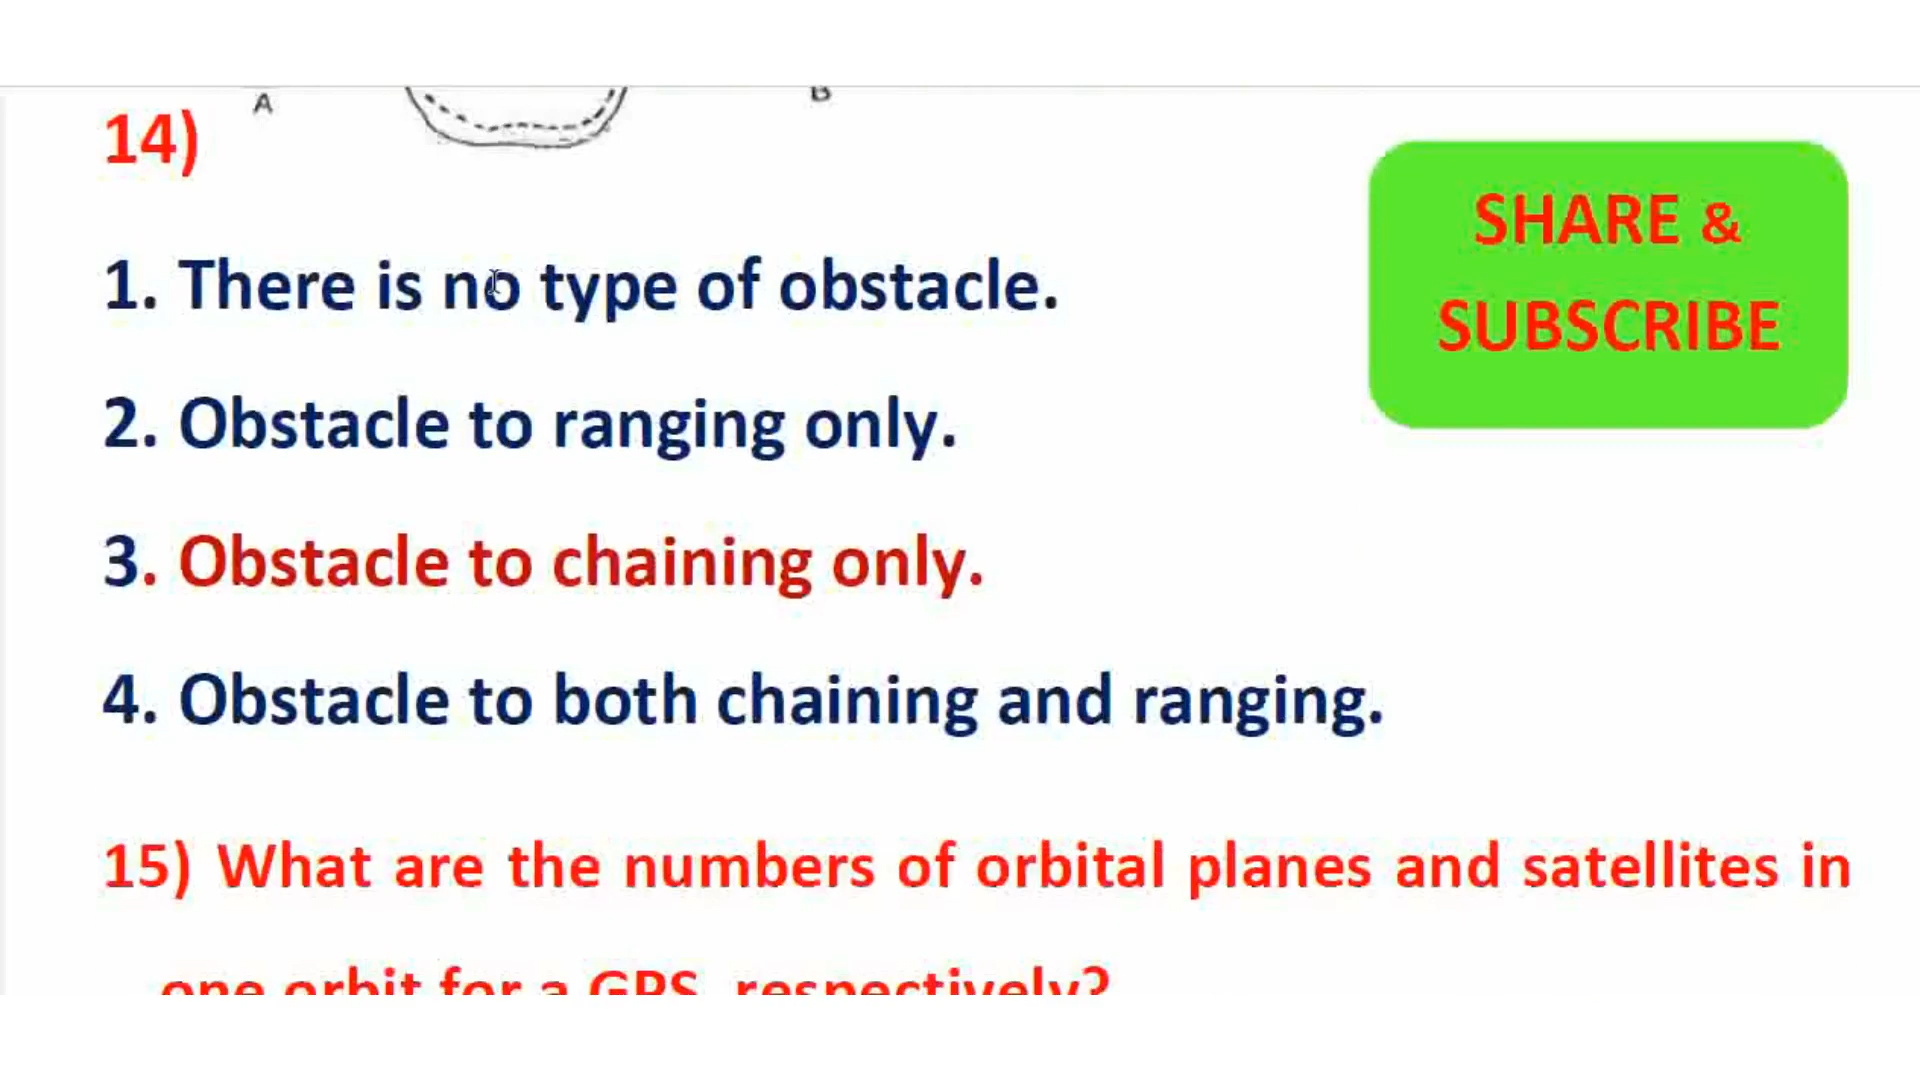 A
B
14)
SHARE &
SUBSCRIBE
1. There is no type of obstacle.
2. Obstacle to ranging only.
3. Obstacle to chaining only.
4. Obstacle to both chaining and ranging.
15) What are the numbers of orbital planes and satellites in
one orbit for a GPS, respectively?